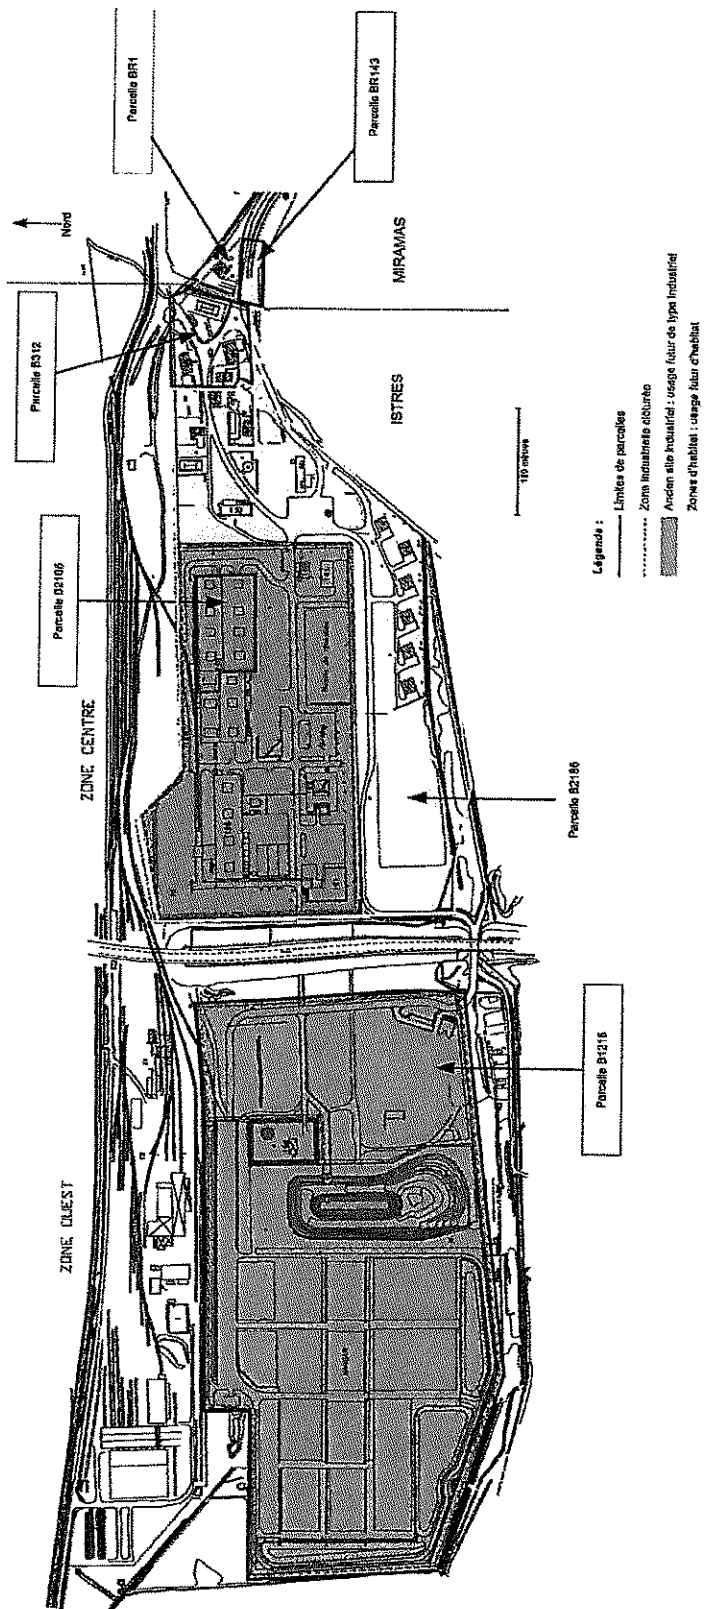 Parcelle BR1
Parcelle BR143
Nord
Parcelle B312
MIRAMAS
ISTRES
Parcelle B2186
ZONE CENTRE
Parcelle B2186
Parcelle B1216
ZONE OUEST
Légende :
Limites de parcelles
Zone industrielle clôturée
Ancien site industriel : usage futur de type industriel
Zones d'habitat : usage futur d'habitat